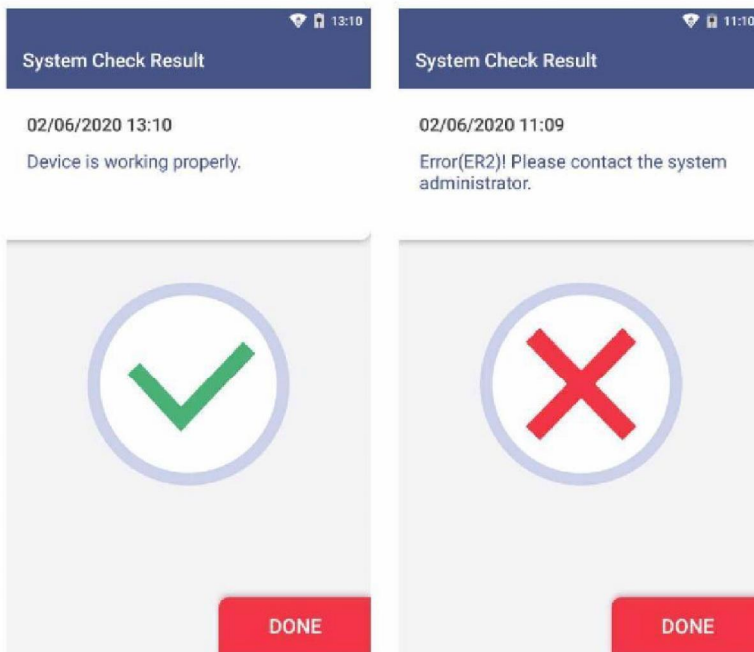 13:10
System Check Result
02/06/2020 13:10
Device is working properly.
DONE
11:10
System Check Result
02/06/2020 11:09
Error(ER2)! Please contact the system
administrator.
DONE